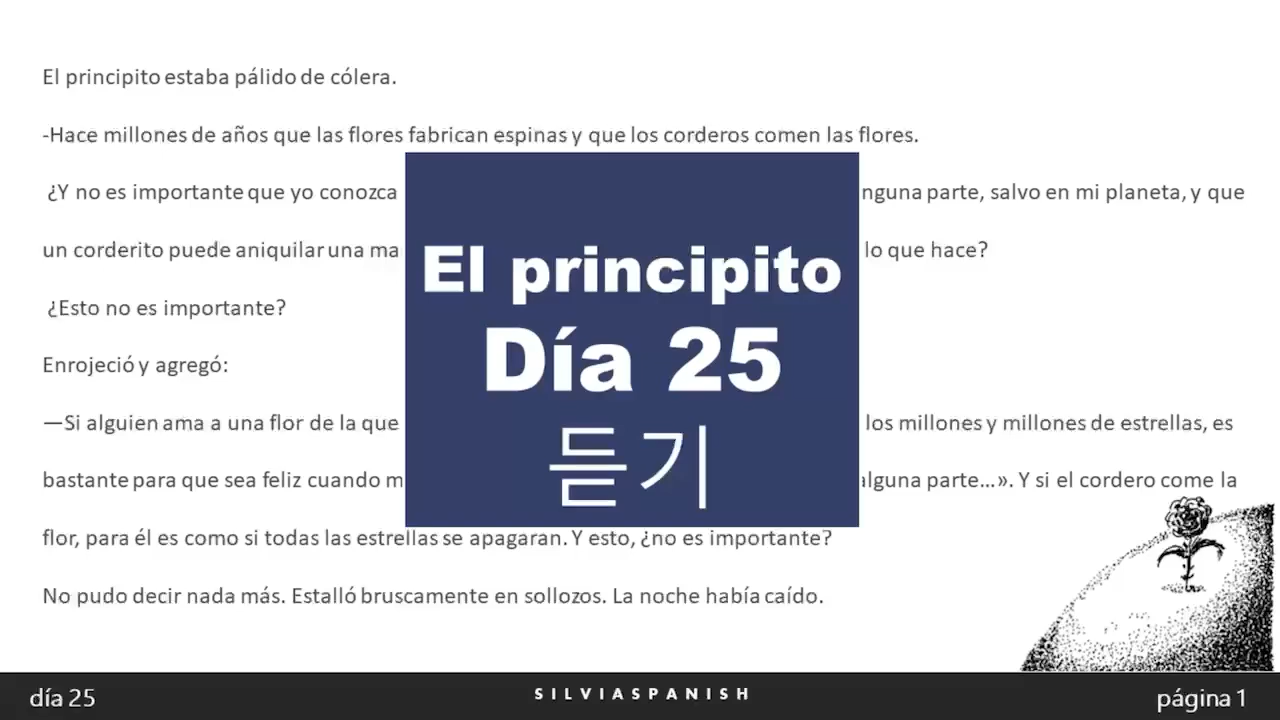 El principito estaba pálido de cólera.
-Hace millones de años que las flores fabrican espinas y que los corderos comen las flores.
¿Y no es importante que yo conozca parte, salvo en mi planeta, y que
un corderito puede aniquilar una lo que hace?
¿Esto no es importante?
Enrojeció y agregó:
—Si alguien ama a una flor de la que los millones y millones de estrellas, es
bastante para que sea feliz cuando parte...». Y si el cordero come la
flor, para él es como si todas las estrellas se apagaran. Y esto, ¿no es importante?
No pudo decir nada más. Estalló bruscamente en sollozos. La noche había caído.
El principito
Día 25
듣기
día 25
SILVIASPANISH
página 1